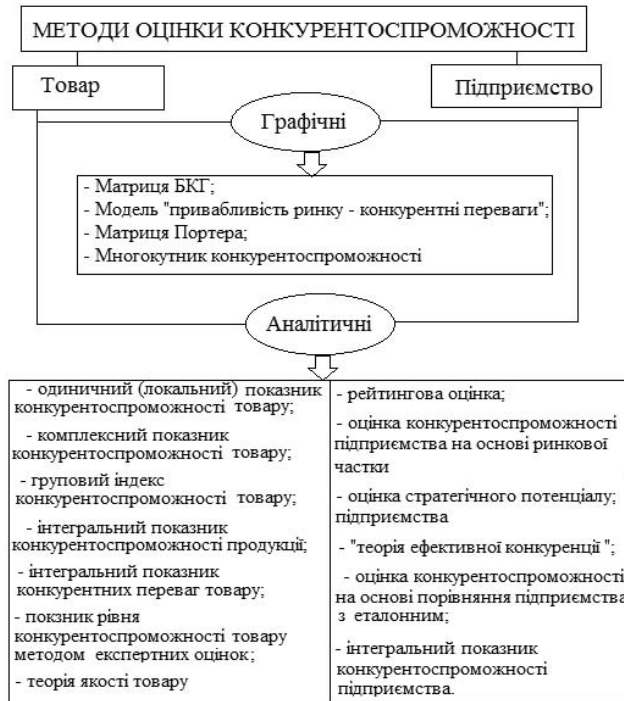 МЕТОДИ ОЦІНКИ КОНКУРЕНТОСПРОМОЖНОСТІ
Товар
Підприємство
Графічні
- Матриця БКГ;
- Модель "привабливість ринку - конкурентні переваги";
- Матриця Портера;
- Многокутник конкурентоспроможності
Аналітичні
- одиничний (локальний) показник
конкурентоспроможності товару;
- комплексний показник
конкурентоспроможності товару;
- груповий індекс
конкурентоспроможності товару;
- інтегральний показник
конкурентоспроможності продукції;
- інтегральний показник
конкурентних переваг товару;
- покзник рівня
конкурентоспроможності товару
методом експертних оцінок;
- теорія якості товару
- рейтингова оцінка;
- оцінка конкурентоспроможності
підприємства на основі ринкової
частки
- оцінка стратегічного потенціалу;
підприємства
- "теорія ефективної конкуренції ";
- оцінка конкурентоспроможності
на основі порівняння підприємства
з еталонним;
- інтегральний показник
конкурентоспроможності
підприємства.